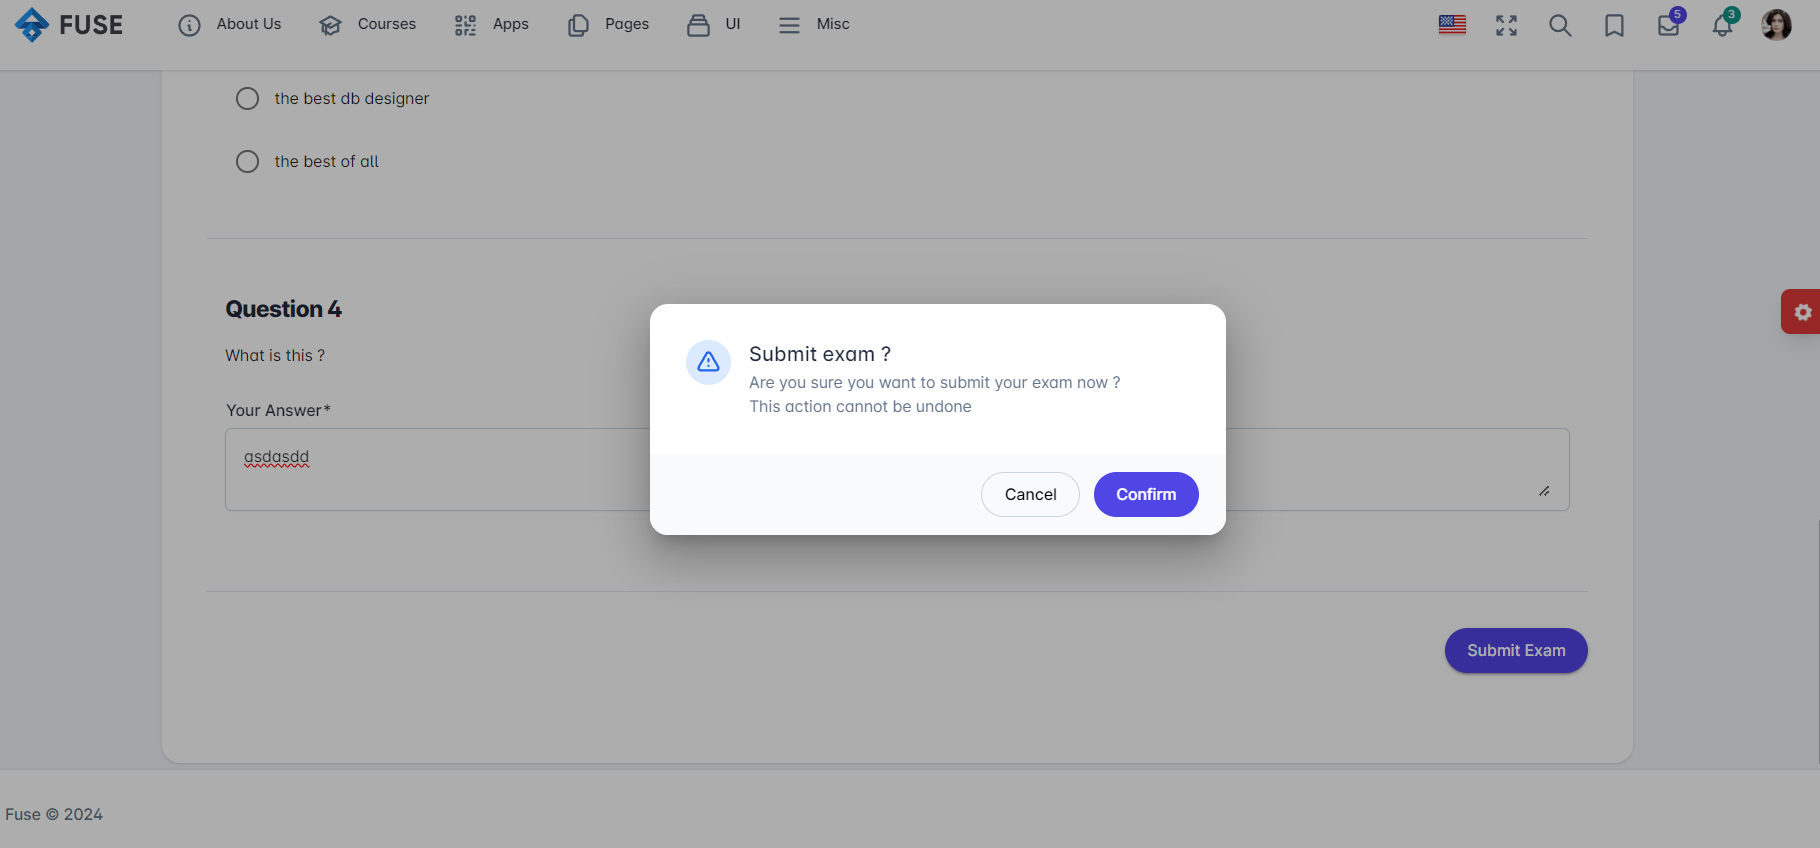 FUSE
About Us
Courses
Apps
Pages
UI
Misc
5
3
the best db designer
the best of all
Question 4
What is this ?
Your Answer*
asdasdd
Submit exam ?
Are you sure you want to submit your exam now ?
This action cannot be undone
Cancel
Confirm
Submit Exam
Fuse © 2024